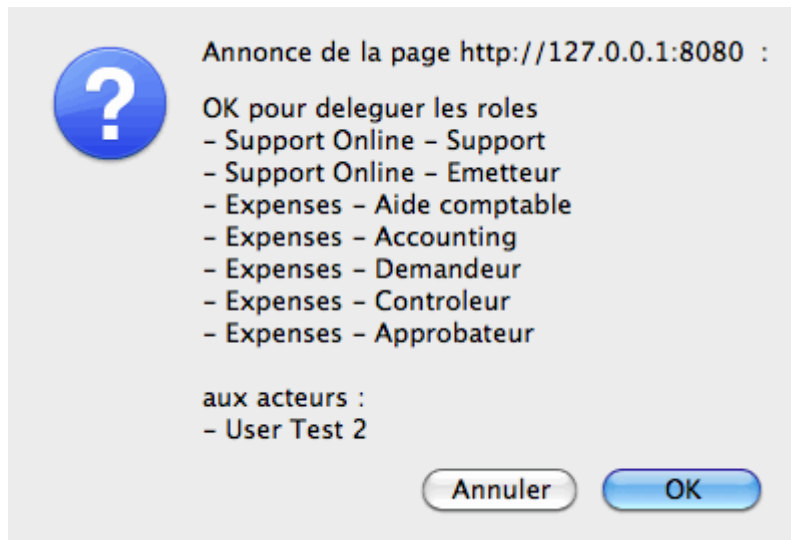 Annonce de la page http://127.0.0.1:8080 :
OK pour deleguer les roles
– Support Online – Support
– Support Online – Emetteur
– Expenses – Aide comptable
– Expenses – Accounting
– Expenses – Demandeur
– Expenses – Controleur
– Expenses – Approbateur
aux acteurs :
– User Test 2
Annuler OK